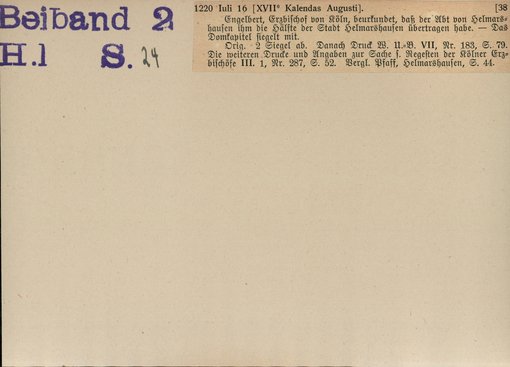 Beiband 2
H.1 S. 24
1220 Iuli 16 [XVIIº Kalendas Augusti]. [38
Engelbert, Erzbischof von Köln, beurkundet, daß der Abt von Helmars-
hausen ihm die Hälfte der Stadt Helmarshausen übertragen habe. — Das
Domkapitel siegelt mit.
Orig. 2 Siegel ab. Danach Druck W. U.-B. VII, Nr. 183, S. 79.
Die weiteren Drucke und Angaben zur Sache s. Regesten der Kölner Erz-
bischöfe III. 1, Nr. 287, S. 52. Vergl. Pfaff, Helmarshausen, S. 44.